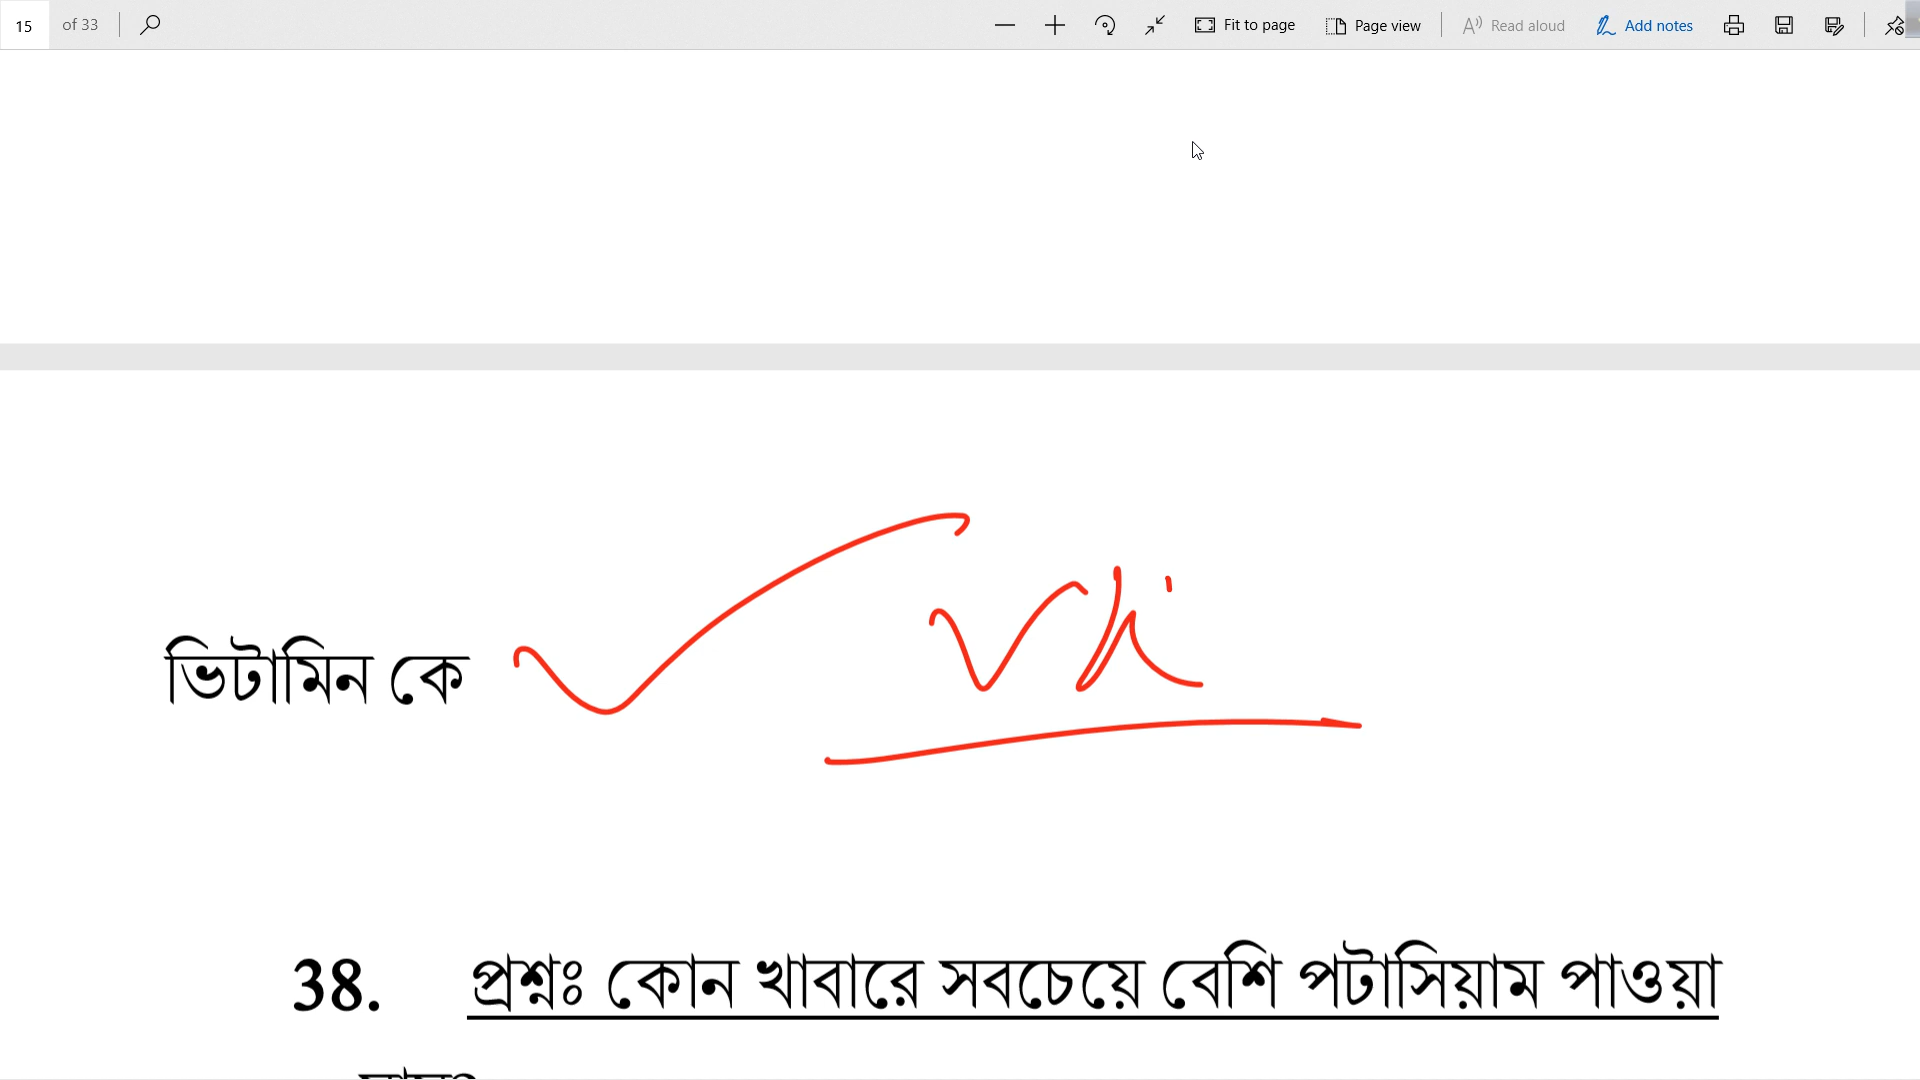 15 of 33 Fit to page Page view Read aloud Add notes
ভিটামিন কে
38. প্রশ্নঃ কোন খাবারে সবচেয়ে বেশি পটাসিয়াম পাওয়া